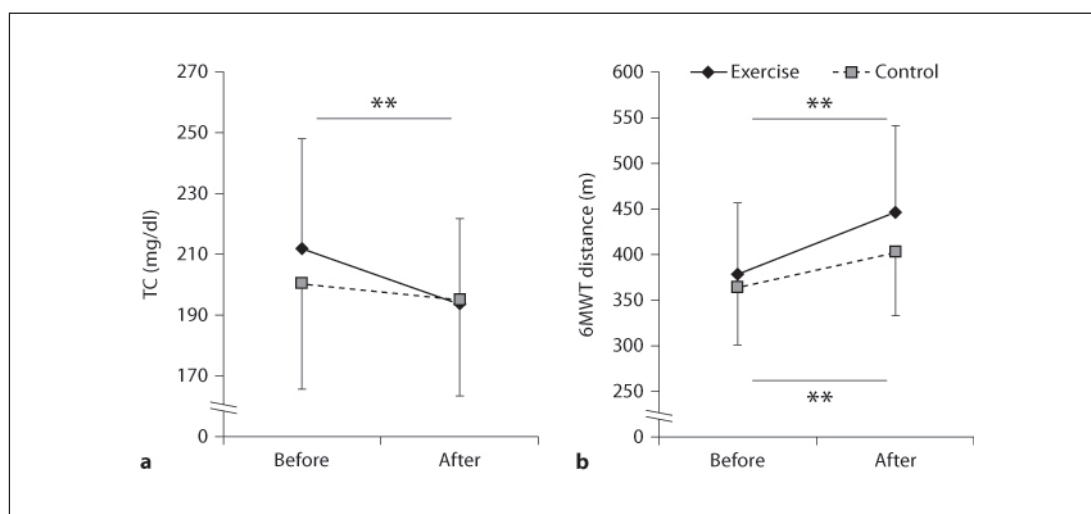 270
250
230
210
190
170
0
TC (mg/dl)
**
Before
After
a
600
550
500
450
400
350
300
250
0
6MWT distance (m)
Exercise
Control
**
**
Before
After
b